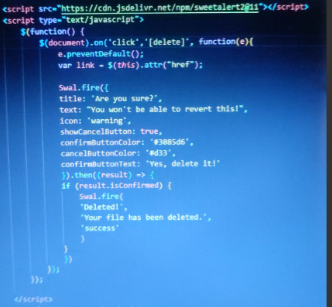 <script src="https://cdn.jsdelivr.net/npm/sweetalert2@11"></script>
<script type="text/javascript">
$(function() {
$(document).on('click','[delete]', function(e){
e.preventDefault();
var link = $(this).attr("href");
Swal.fire({
title: 'Are you sure?',
text: "You won't be able to revert this!",
icon: 'warning',
showCancelButton: true,
confirmButtonColor: '#3085d6',
cancelButtonColor: '#d33',
confirmButtonText: 'Yes, delete it!'
}).then((result) => {
if (result.isConfirmed) {
Swal.fire(
'Deleted!',
'Your file has been deleted.',
'success'
)
}
})
});
});
</script>